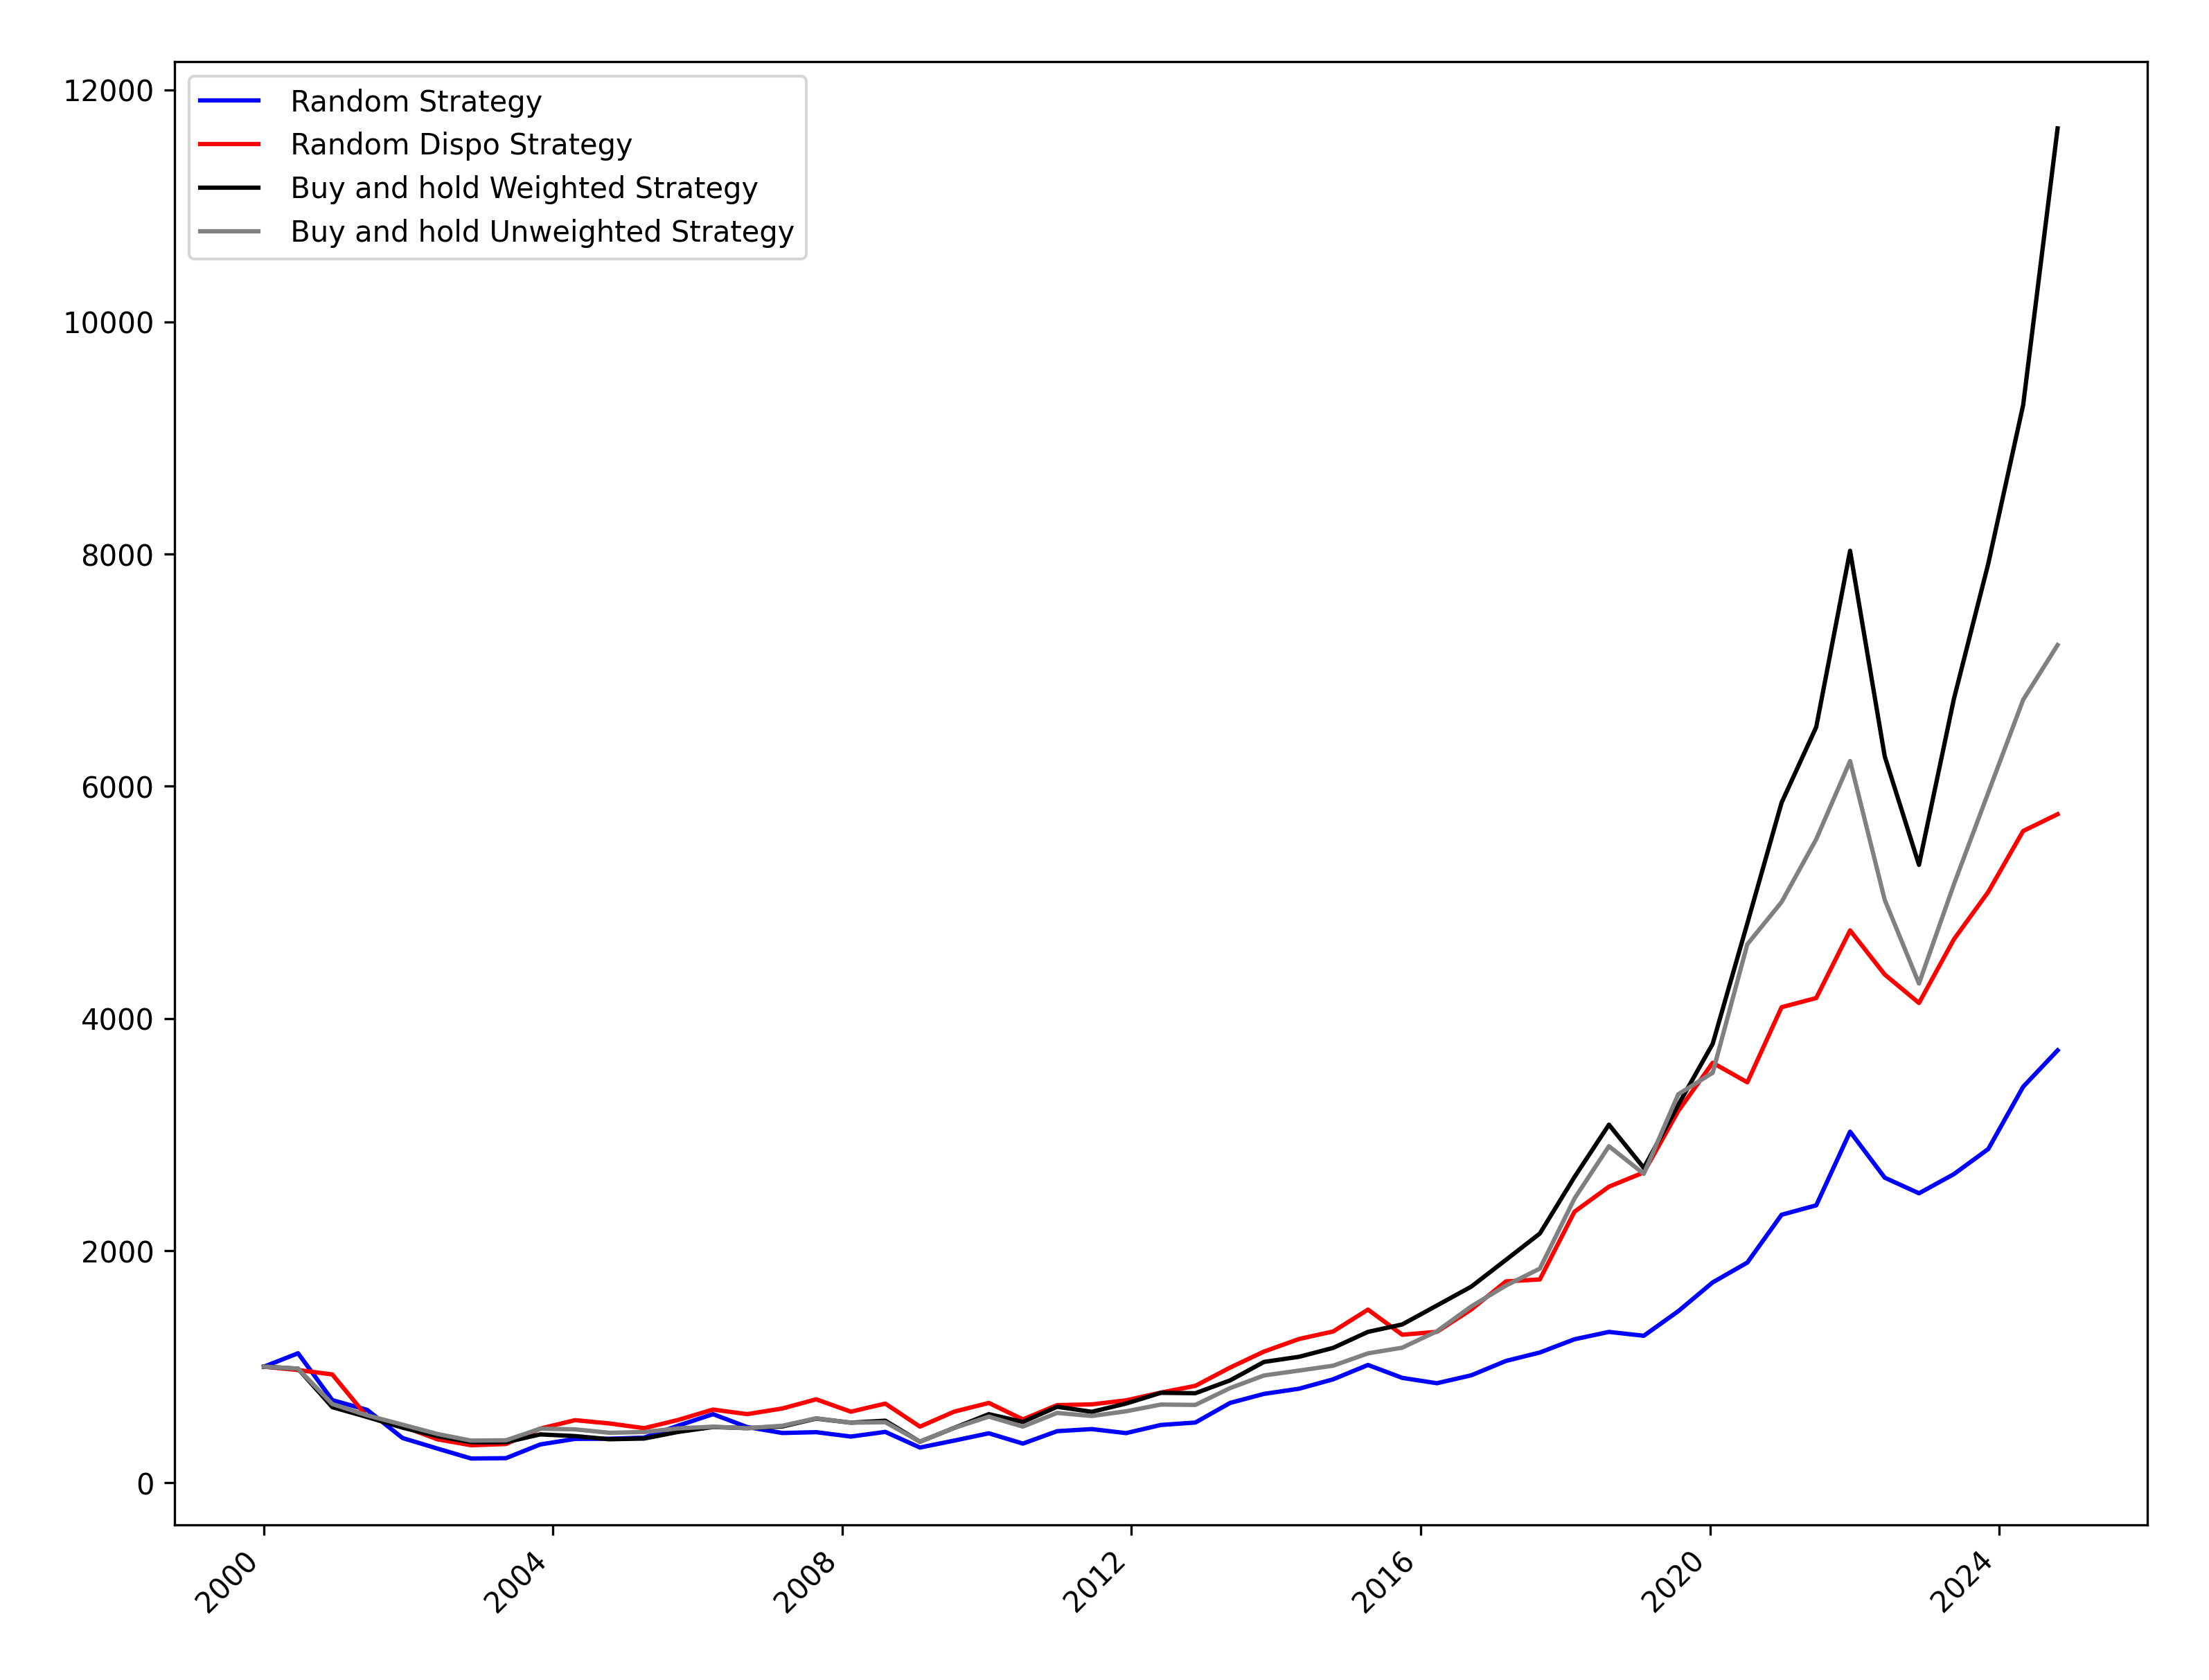 Random Strategy
Random Dispo Strategy
Buy and hold Weighted Strategy
Buy and hold Unweighted Strategy
12000
10000
8000
6000
4000
2000
0
2000 2004 2008 2012 2016 2020 2024